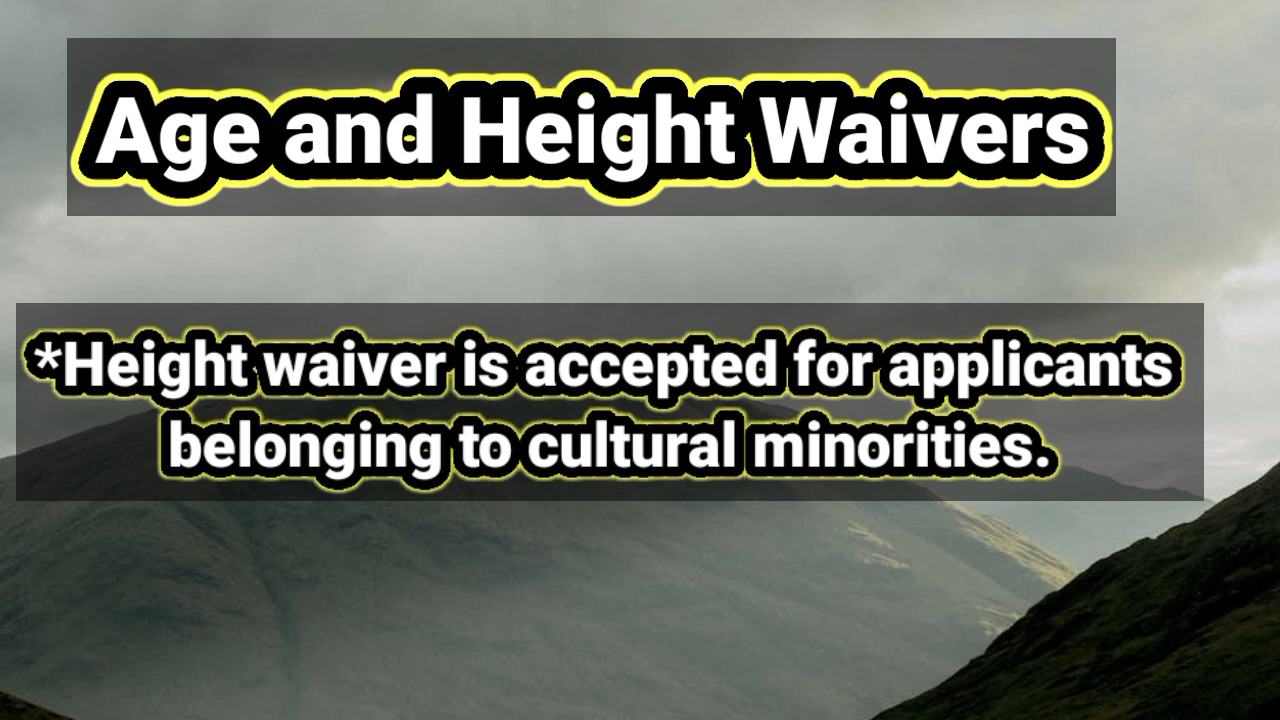 Age and Height Waivers
*Height waiver is accepted for applicants
belonging to cultural minorities.